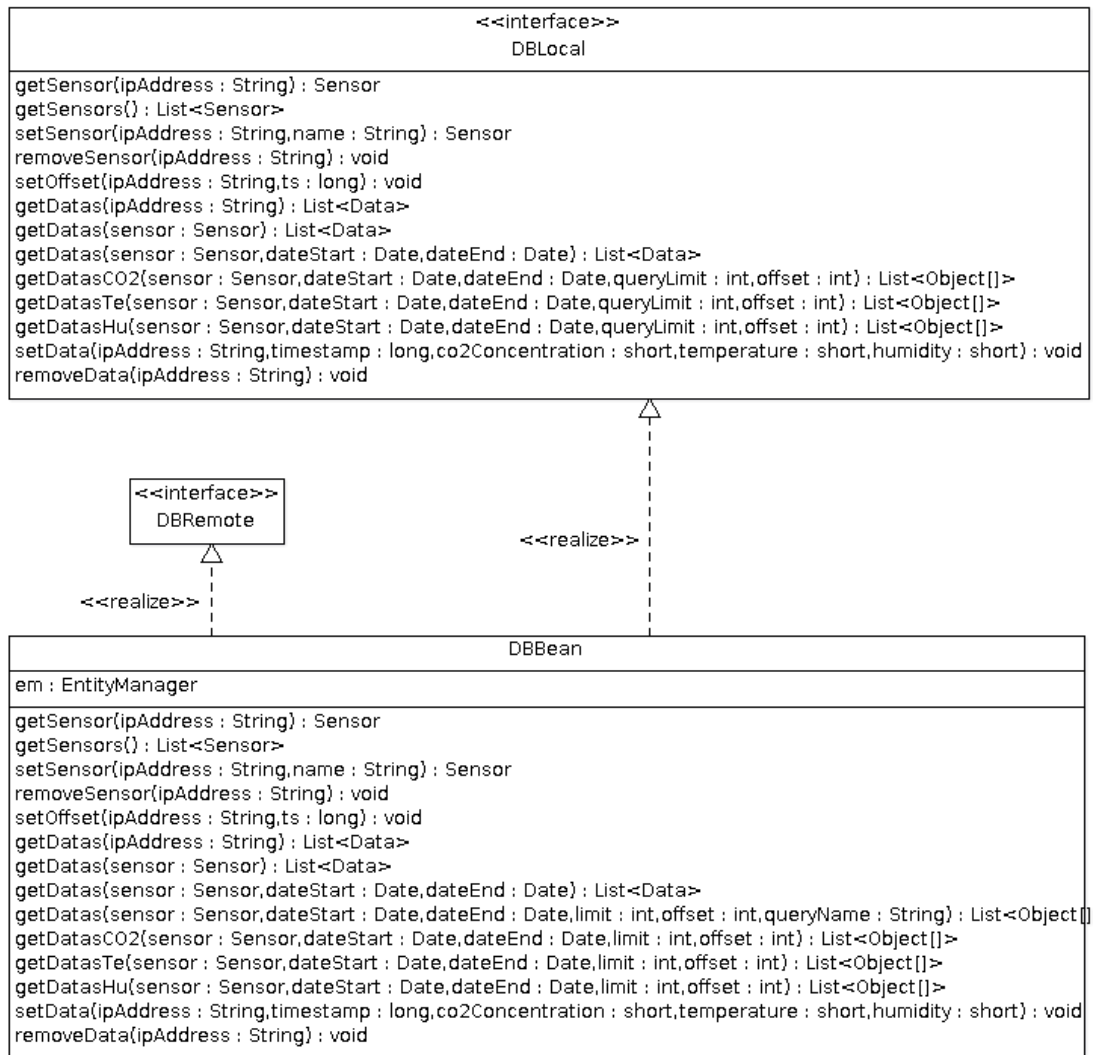 <<interface>>
DBLocal
getSensor(ipAddress : String) : Sensor
getSensors() : List<Sensor>
setSensor(ipAddress : String,name : String) : Sensor
removeSensor(ipAddress : String) : void
setOffset(ipAddress : String,ts : long) : void
getDatas(ipAddress : String) : List<Data>
getDatas(sensor : Sensor) : List<Data>
getDatas(sensor : Sensor,dateStart : Date,dateEnd : Date) : List<Data>
getDatasCO2(sensor : Sensor,dateStart : Date,dateEnd : Date,queryLimit : int,offset : int) : List<Object[]>
getDatasTe(sensor : Sensor,dateStart : Date,dateEnd : Date,queryLimit : int,offset : int) : List<Object[]>
getDatasHu(sensor : Sensor,dateStart : Date,dateEnd : Date,queryLimit : int,offset : int) : List<Object[]>
setData(ipAddress : String,timestamp : long,co2Concentration : short,temperature : short,humidity : short) : void
removeData(ipAddress : String) : void
<<interface>>
DBRemote
<<realize>>
<<realize>>
DBBean
em : EntityManager
getSensor(ipAddress : String) : Sensor
getSensors() : List<Sensor>
setSensor(ipAddress : String,name : String) : Sensor
removeSensor(ipAddress : String) : void
setOffset(ipAddress : String,ts : long) : void
getDatas(ipAddress : String) : List<Data>
getDatas(sensor : Sensor) : List<Data>
getDatas(sensor : Sensor,dateStart : Date,dateEnd : Date) : List<Data>
getDatas(sensor : Sensor,dateStart : Date,dateEnd : Date,limit : int,offset : int,queryName : String) : List<Object[]
getDatasCO2(sensor : Sensor,dateStart : Date,dateEnd : Date,limit : int,offset : int) : List<Object[]>
getDatasTe(sensor : Sensor,dateStart : Date,dateEnd : Date,limit : int,offset : int) : List<Object[]>
getDatasHu(sensor : Sensor,dateStart : Date,dateEnd : Date,limit : int,offset : int) : List<Object[]>
setData(ipAddress : String,timestamp : long,co2Concentration : short,temperature : short,humidity : short) : void
removeData(ipAddress : String) : void